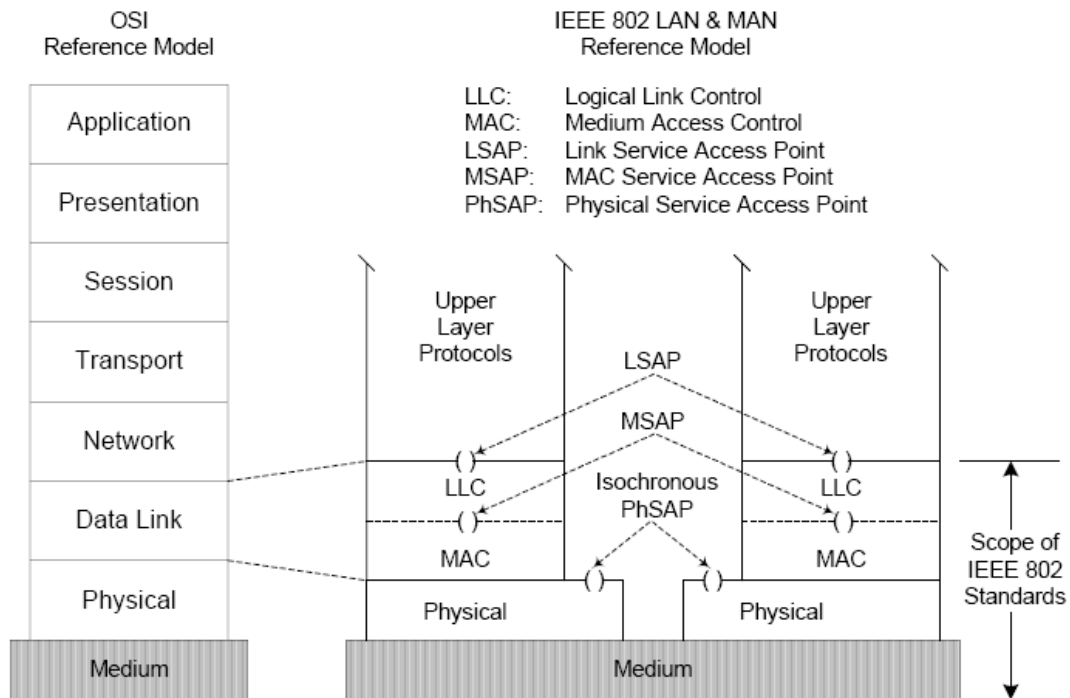 OSI
Reference Model
Application
Presentation
Session
Transport
Network
Data Link
Physical
Medium
IEEE 802 LAN & MAN
Reference Model
LLC: Logical Link Control
MAC: Medium Access Control
LSAP: Link Service Access Point
MSAP: MAC Service Access Point
PhSAP: Physical Service Access Point
Upper
Layer
Protocols
LSAP
MSAP
Isochronous
PhSAP
Upper
Layer
Protocols
LLC
LLC
MAC
MAC
Physical
Physical
Medium
Scope of
IEEE 802
Standards